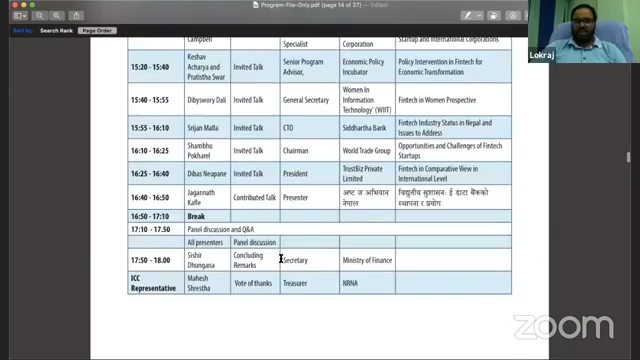 Program-File-Only.pdf (page 14 of 37) — Edited
Sort by: Search Rank Page Order
Search
Lokraj
Campbell Specialist Corporation Startup and International Corporations
15:20 - 15:40 Keshav Acharya and Pratistha Swar Invited Talk Senior Program Advisor, Economic Policy Incubator Policy Intervention in Fintech for Economic Transformation
15:40 - 15:55 Dibyswory Dali Invited Talk General Secretary Women In Information Technology' (WIIT) Fintech in Women Prospective
15:55 - 16:10 Srijan Malla Invited Talk CTO Siddhartha Bank Fintech Industry Status in Nepal and Issues to Address
16:10 - 16:25 Shambhu Pokharel Invited Talk Chairman World Trade Group Opportunities and Challenges of Fintech Startups
16:25 - 16:40 Dibas Neupane Invited Talk President TrustBiz Private Limited Fintech in Comparative View in International Level
16:40 - 16:50 Jagannath Kafle Contributed Talk Presenter अष्ट ज अभियान नेपाल विद्युतीय सुशासनः ई डाटा बैंकको स्थापना र प्रयोग
16:50 - 17:10 Break
17:10 - 17.50 Panel discussion and Q&A
All presenters Panel discussion
17:50 - 18.00 Sishir Dhungana Concluding Remarks Secretary Ministry of Finance
ICC Representative Mahesh Shrestha Vote of thanks Treasurer NRNA
zoom